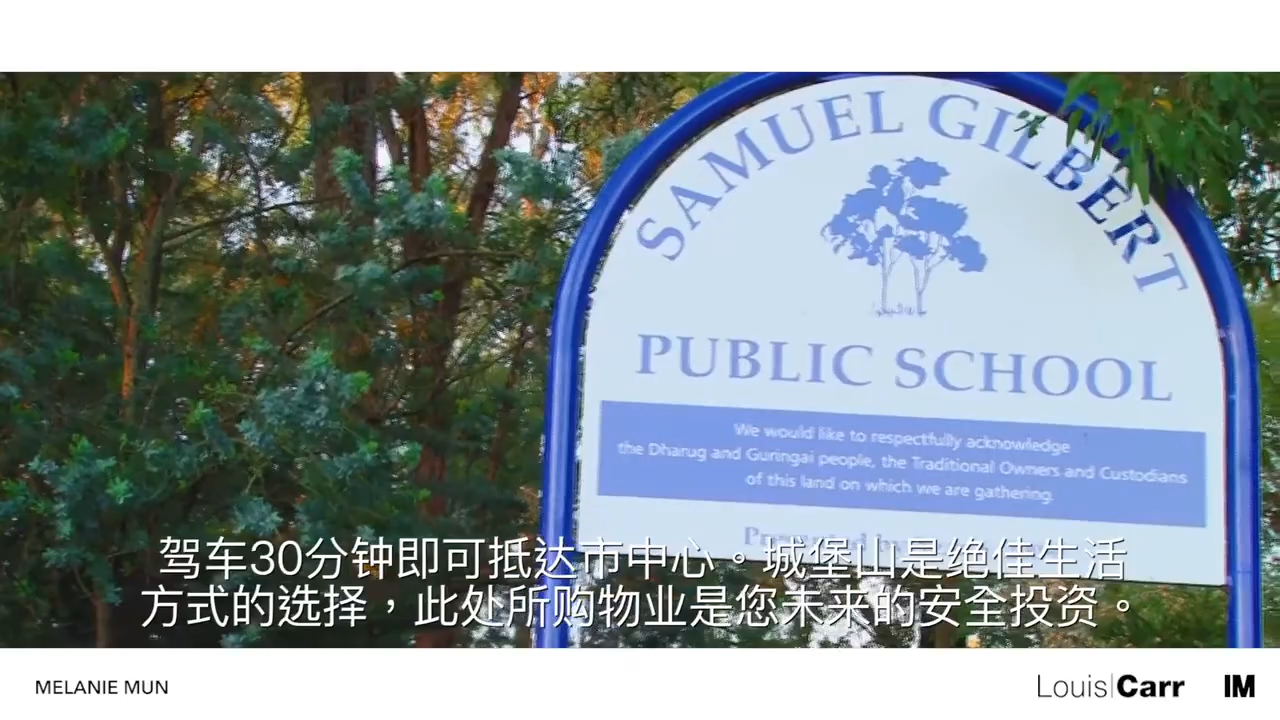 SAMUEL GILBERT
PUBLIC SCHOOL
We would like to respectfully acknowledge
the Dharug and Guringai people, the Traditional Owners and Custodians
of this land on which we are gathering.
驾车30分钟即可抵达市中心。城堡山是绝佳生活
方式的选择，此处所购物业是您未来的安全投资。
MELANIE MUN
Louis|Carr
IM